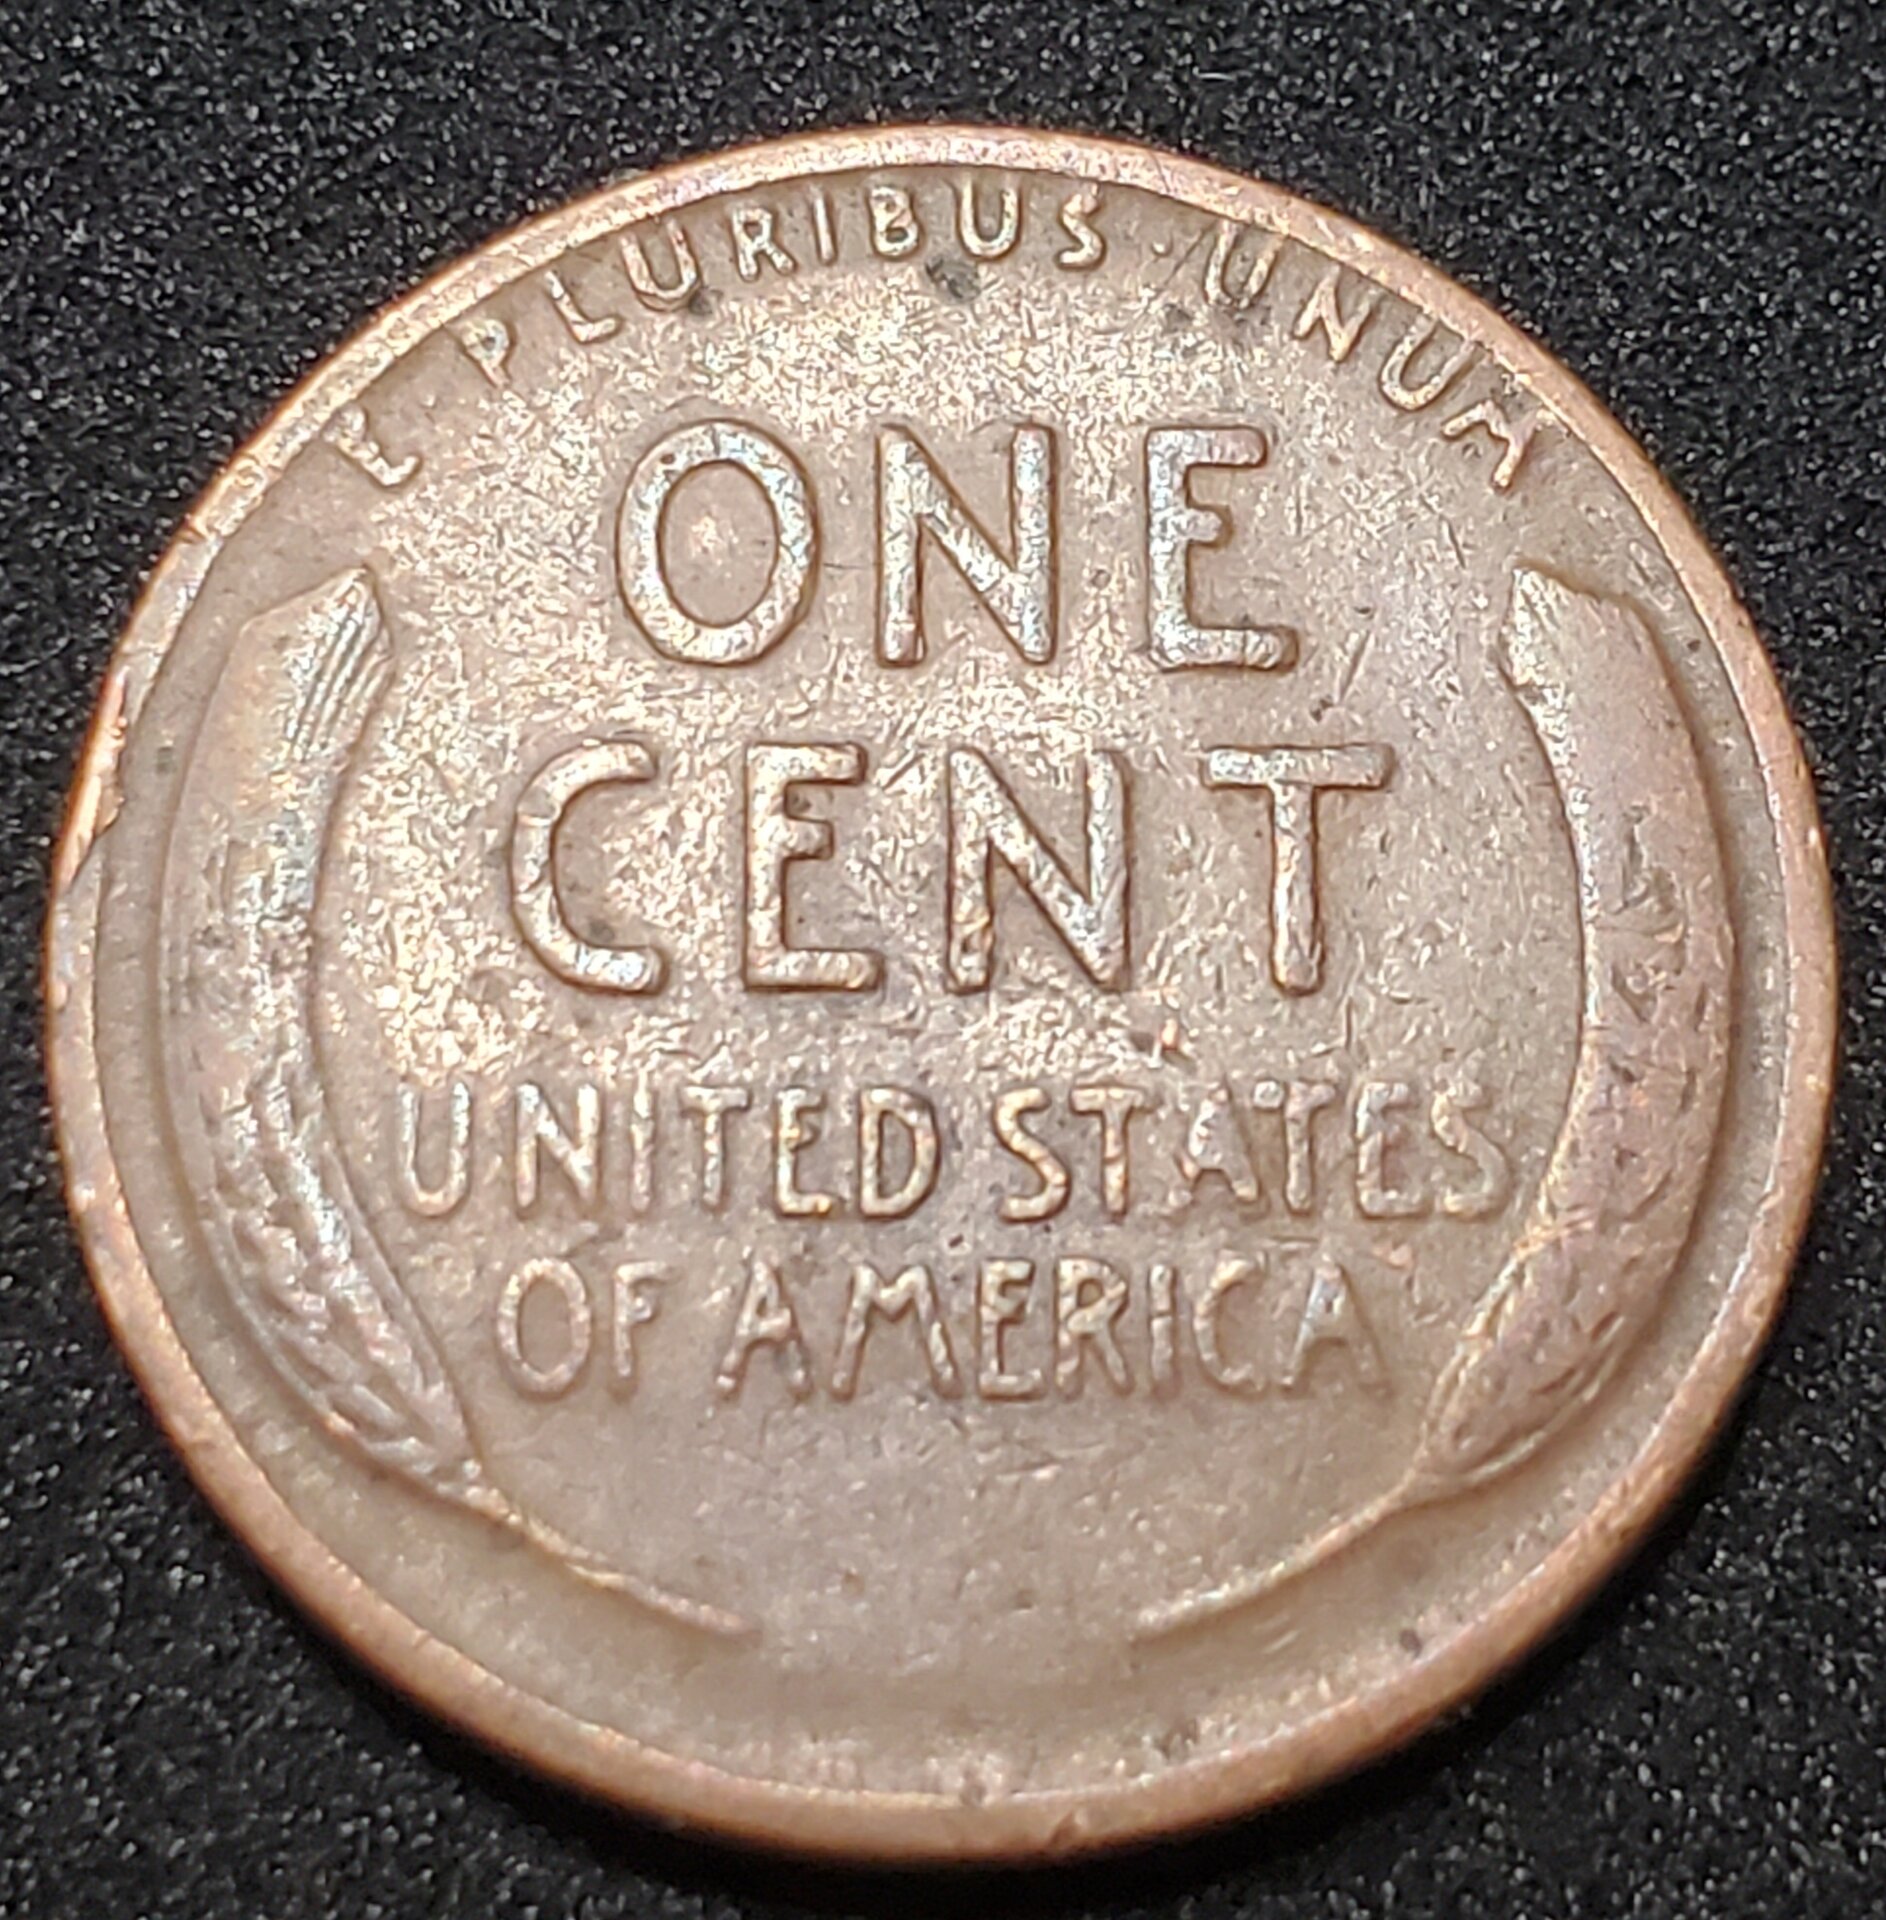 E · PLURIBUS · UNUM
ONE
CENT
UNITED STATES
OF AMERICA